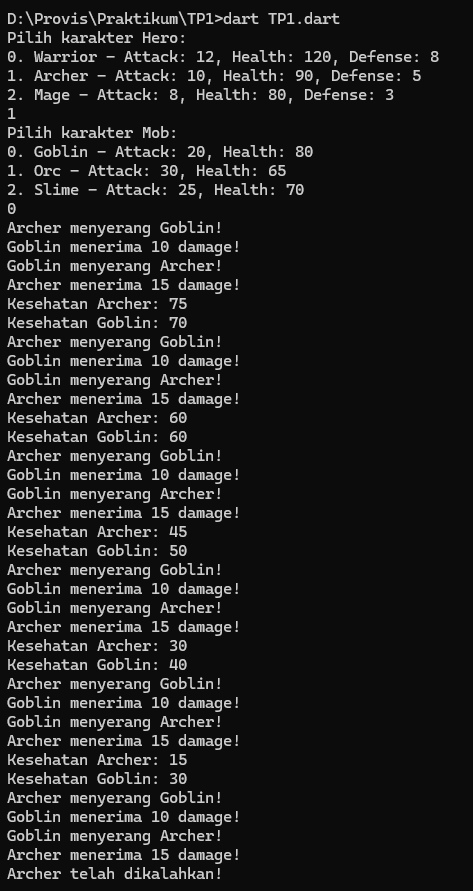 D:\Provis\Praktikum\TP1>dart TP1.dart
Pilih karakter Hero:
0. Warrior - Attack: 12, Health: 120, Defense: 8
1. Archer - Attack: 10, Health: 90, Defense: 5
2. Mage - Attack: 8, Health: 80, Defense: 3
1
Pilih karakter Mob:
0. Goblin - Attack: 20, Health: 80
1. Orc - Attack: 30, Health: 65
2. Slime - Attack: 25, Health: 70
0
Archer menyerang Goblin!
Goblin menerima 10 damage!
Goblin menyerang Archer!
Archer menerima 15 damage!
Kesehatan Archer: 75
Kesehatan Goblin: 70
Archer menyerang Goblin!
Goblin menerima 10 damage!
Goblin menyerang Archer!
Archer menerima 15 damage!
Kesehatan Archer: 60
Kesehatan Goblin: 60
Archer menyerang Goblin!
Goblin menerima 10 damage!
Goblin menyerang Archer!
Archer menerima 15 damage!
Kesehatan Archer: 45
Kesehatan Goblin: 50
Archer menyerang Goblin!
Goblin menerima 10 damage!
Goblin menyerang Archer!
Archer menerima 15 damage!
Kesehatan Archer: 30
Kesehatan Goblin: 40
Archer menyerang Goblin!
Goblin menerima 10 damage!
Goblin menyerang Archer!
Archer menerima 15 damage!
Kesehatan Archer: 15
Kesehatan Goblin: 30
Archer menyerang Goblin!
Goblin menerima 10 damage!
Goblin menyerang Archer!
Archer menerima 15 damage!
Archer telah dikalahkan!